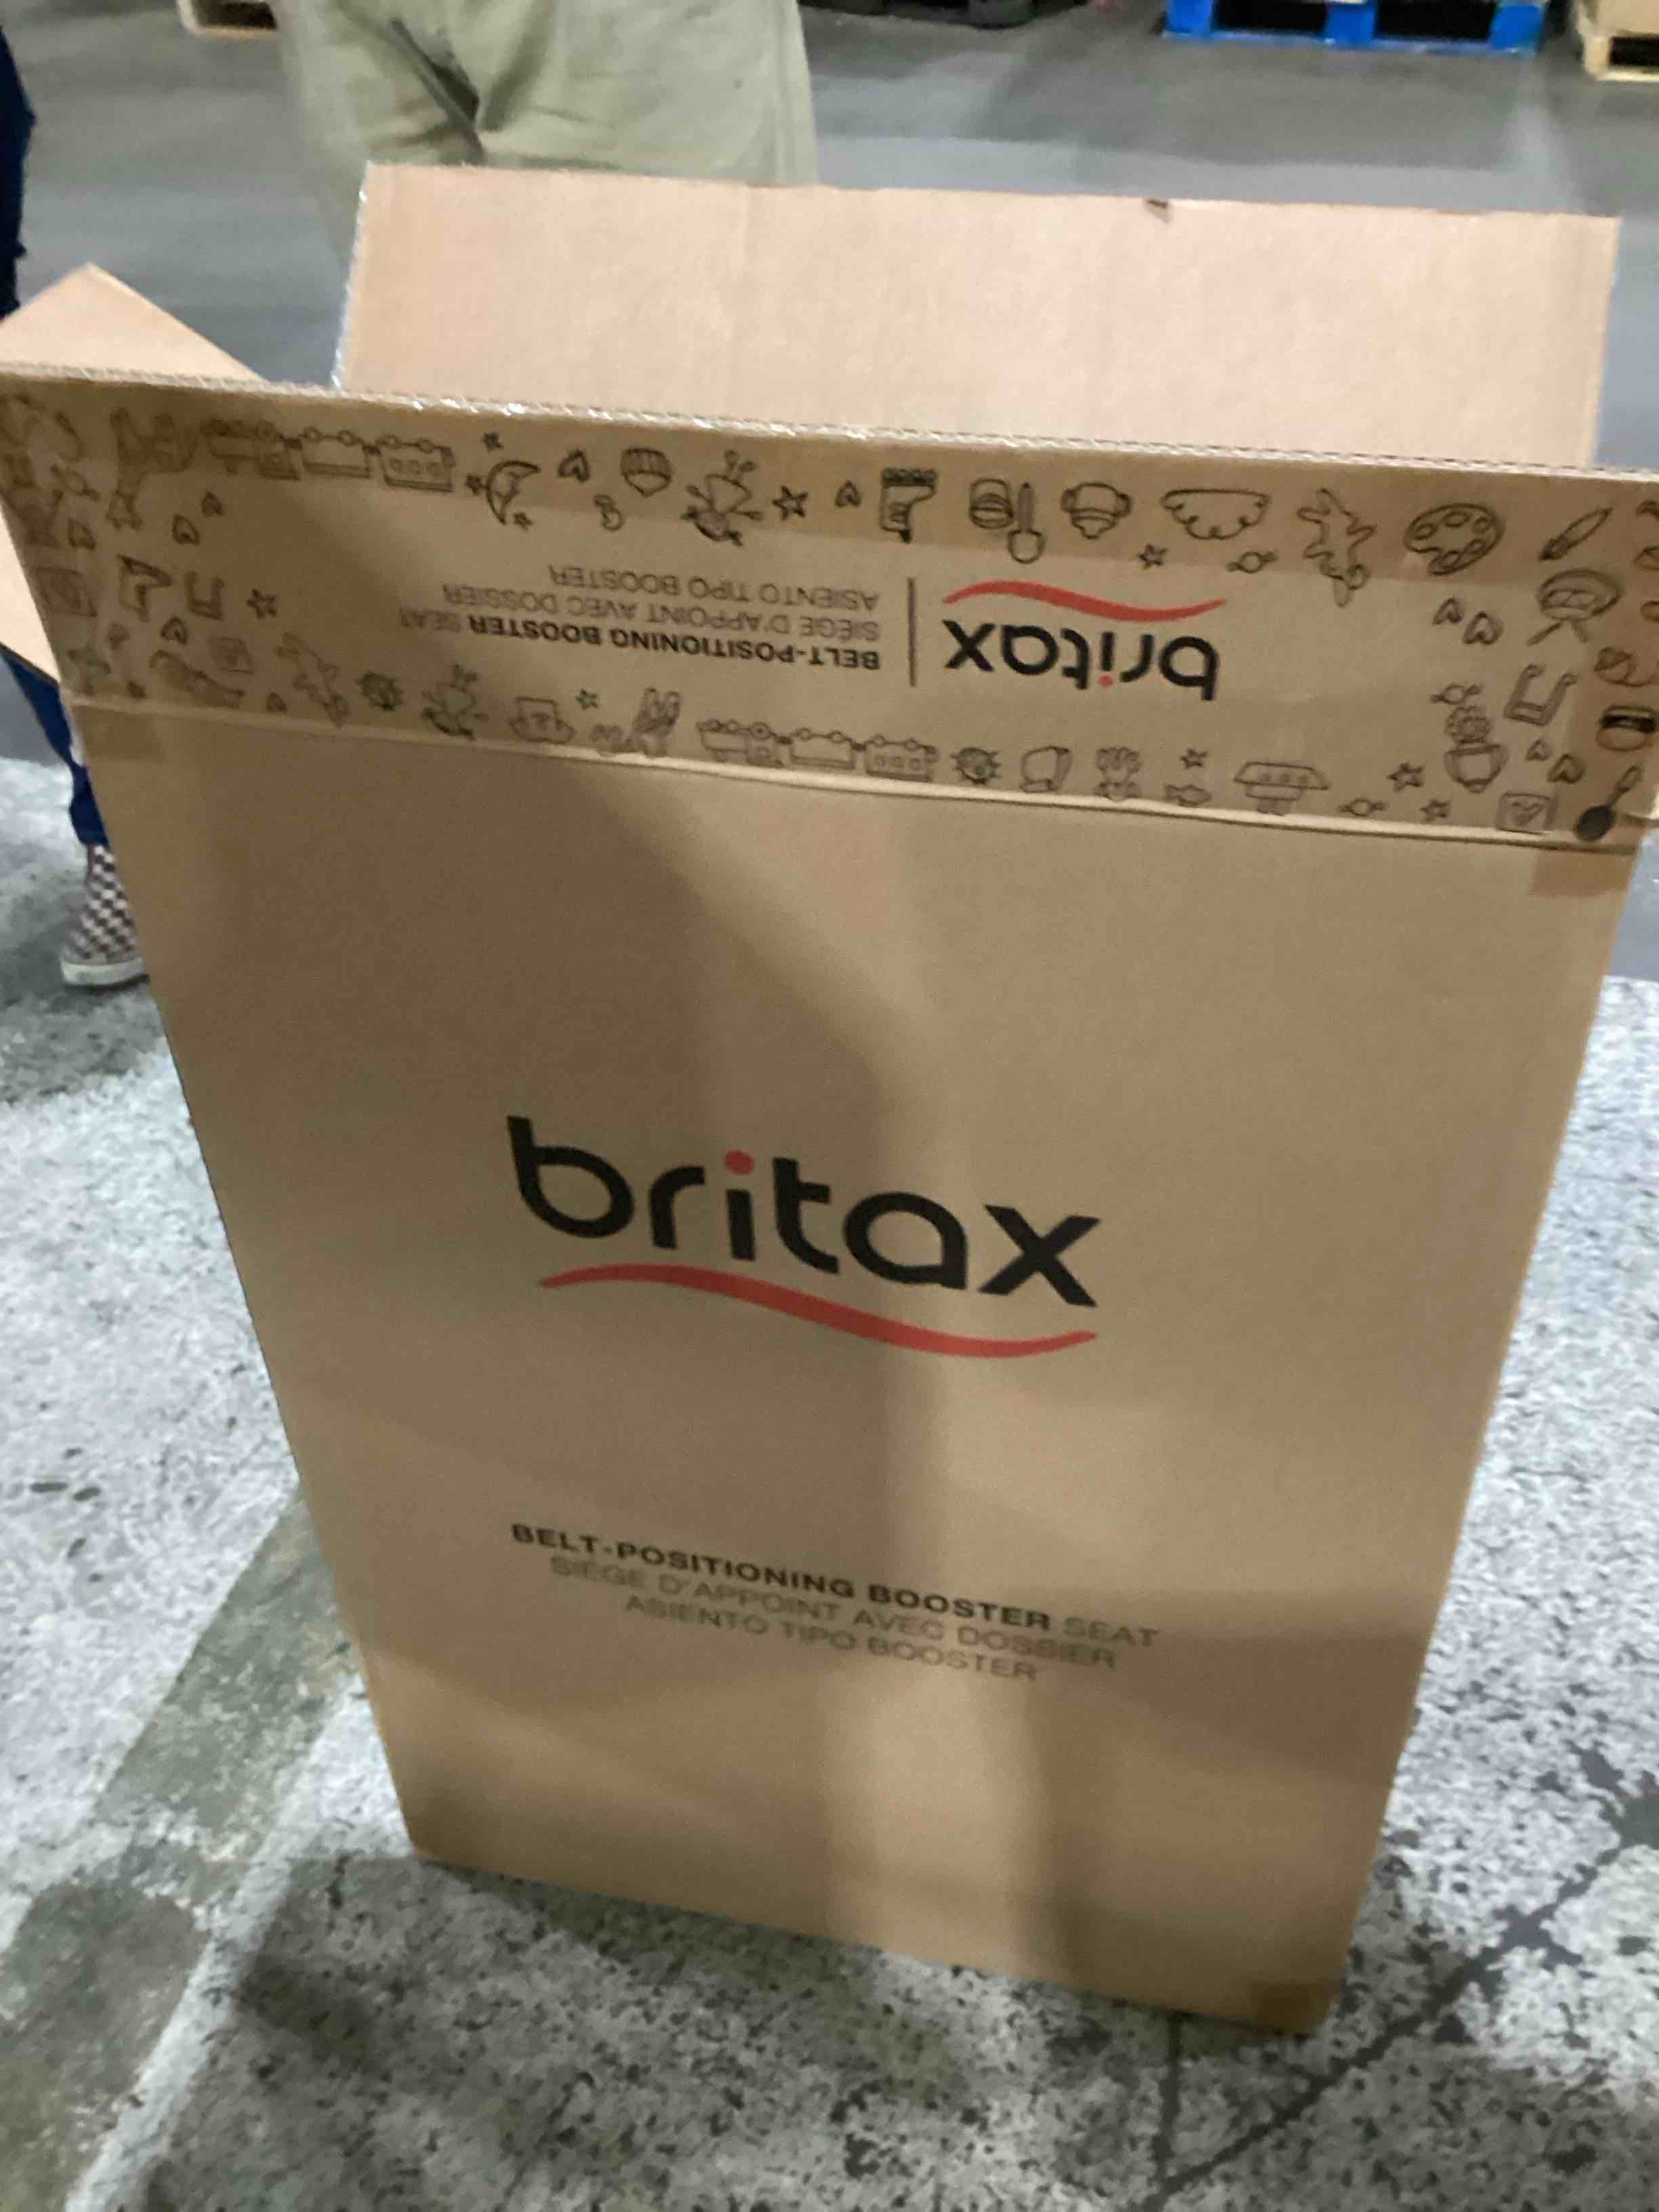 britax
BELT-POSITIONING BOOSTER SEAT
SIÈGE D'APPOINT AVEC DOSSIER
ASIENTO TIPO BOOSTER
britax
BELT-POSITIONING BOOSTER SEAT
SIÈGE D'APPOINT AVEC DOSSIER
ASIENTO TIPO BOOSTER